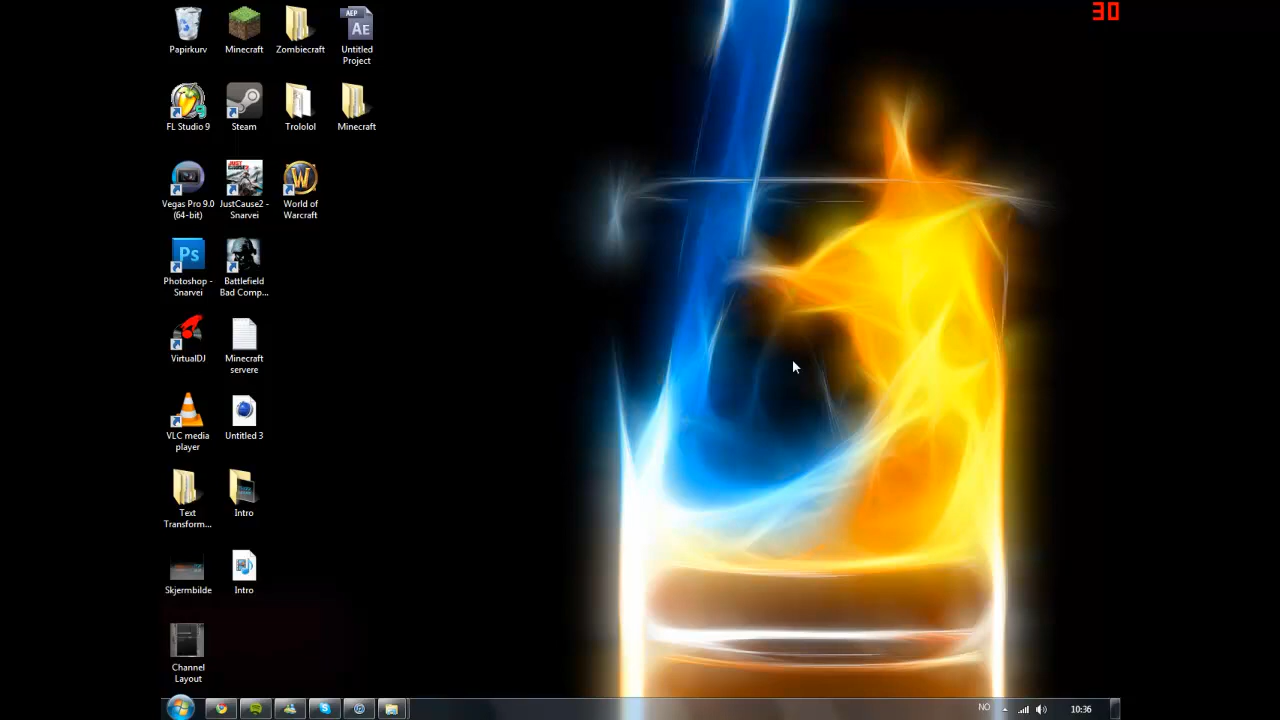 30
Papirkurv
Minecraft
Zombiecraft
AEP
Ae
Untitled
Project
FL Studio 9
Steam
Trololol
Minecraft
Vegas Pro 9.0
(64-bit)
JUST
JustCause2 -
Snarvei
W
World of
Warcraft
Ps
Photoshop -
Snarvei
Battlefield
Bad Comp...
VirtualDJ
Minecraft
servere
VLC media
player
Untitled 3
Text
Transform...
Intro
Skjermbilde
Intro
Channel
Layout
NO
10:36